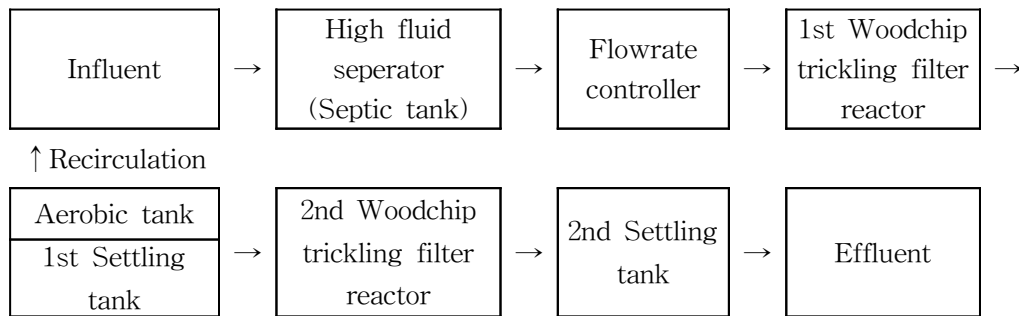 Influent
→
High fluid
seperator
(Septic tank)
→
Flowrate
controller
→
1st Woodchip
trickling filter
reactor
→
↑ Recirculation
Aerobic tank
1st Settling
tank
→
2nd Woodchip
trickling filter
reactor
→
2nd Settling
tank
→
Effluent